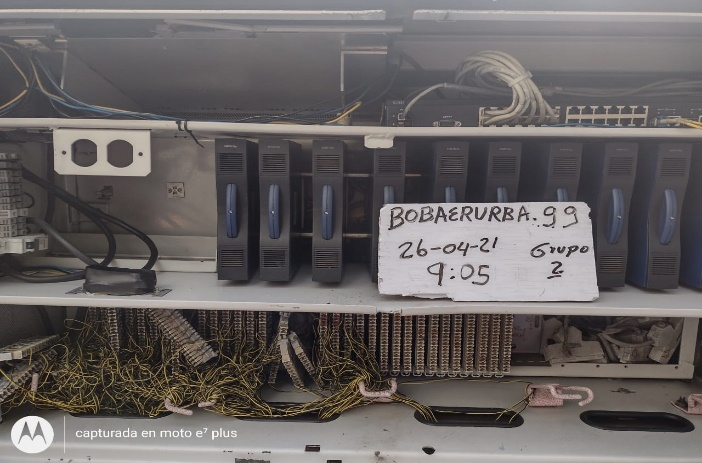 BOBAERURBA.99
26-04-21 Grupo
9:05 2
capturada en moto e⁷ plus